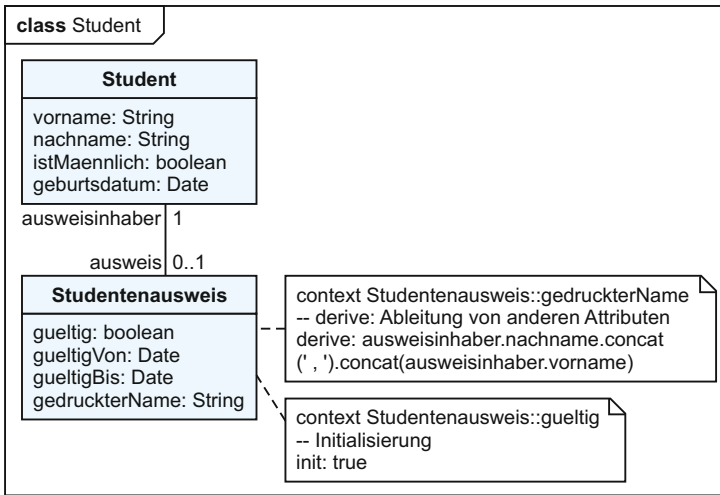 class Student
Student
vorname: String
nachname: String
istMaennlich: boolean
geburtsdatum: Date
ausweisinhaber 1
ausweis 0..1
Studentenausweis
gueltig: boolean
gueltigVon: Date
gueltigBis: Date
gedruckterName: String
context Studentenausweis::gedruckterName
-- derive: Ableitung von anderen Attributen
derive: ausweisinhaber.nachname.concat
(' , ').concat(ausweisinhaber.vorname)
context Studentenausweis::gueltig
-- Initialisierung
init: true